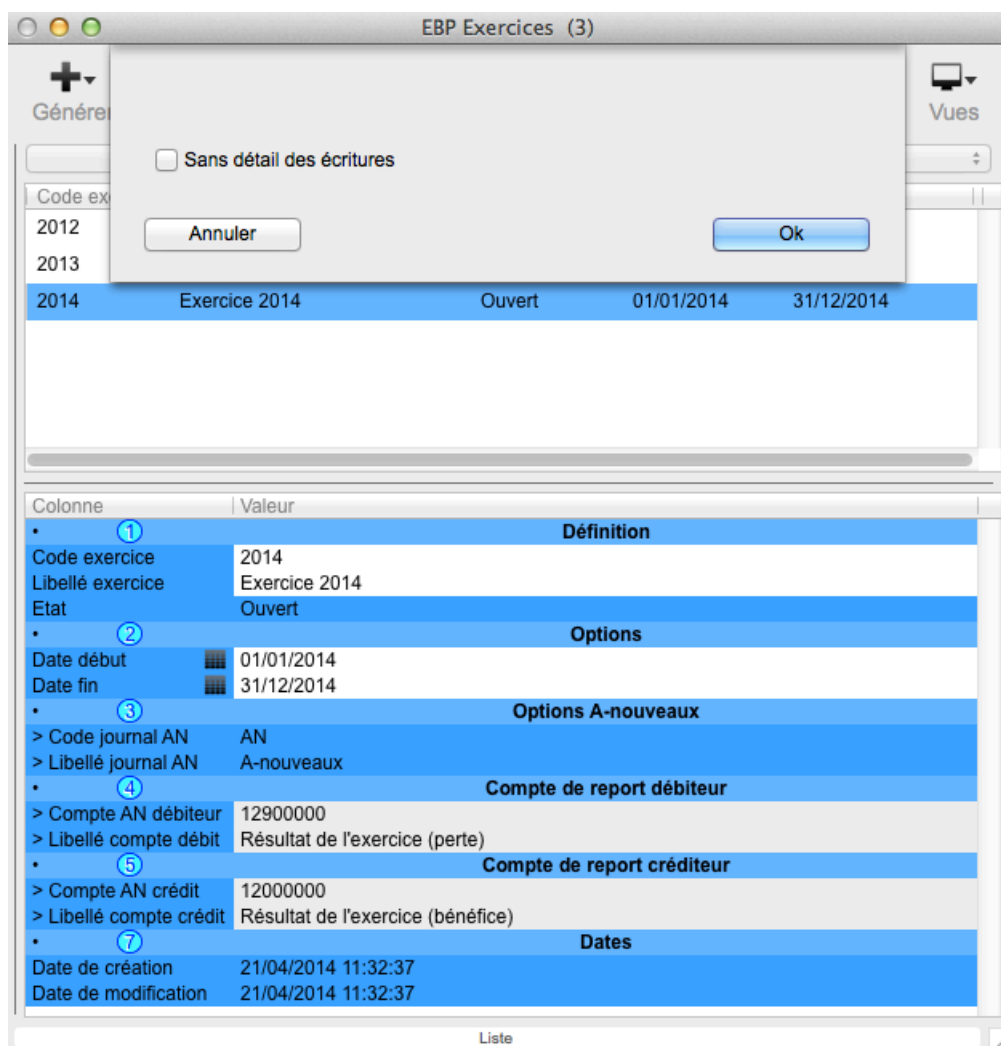 EBP Exercices (3)
Générer
Vues
Sans détail des écritures
Annuler
Ok
Code ex
2012
2013
2014 Exercice 2014 Ouvert 01/01/2014 31/12/2014
Colonne Valeur
• 1 Définition
Code exercice 2014
Libellé exercice Exercice 2014
Etat Ouvert
• 2 Options
Date début 01/01/2014
Date fin 31/12/2014
• 3 Options A-nouveaux
> Code journal AN AN
> Libellé journal AN A-nouveaux
• 4 Compte de report débiteur
> Compte AN débiteur 12900000
> Libellé compte débit Résultat de l'exercice (perte)
• 5 Compte de report créditeur
> Compte AN crédit 12000000
> Libellé compte crédit Résultat de l'exercice (bénéfice)
• 7 Dates
Date de création 21/04/2014 11:32:37
Date de modification 21/04/2014 11:32:37
Liste